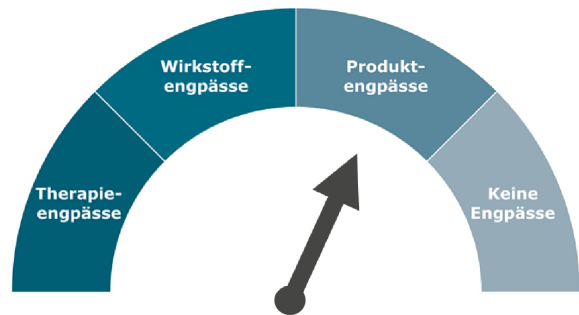 Wirkstoff-
engpässe
Produkt-
engpässe
Therapie-
engpässe
Keine
Engpässe